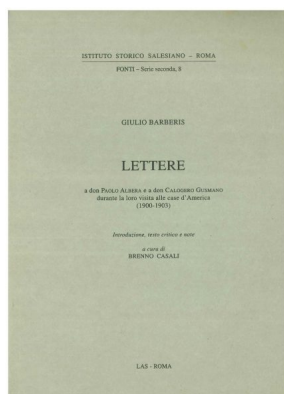 ISTITUTO STORICO SALESIANO – ROMA
FONTI – Serie seconda, 8
GIULIO BARBERIS
LETTERE
a don PAOLO ALBERA e a don CALOGERO GUSMANO
durante la loro visita alle case d'America
(1900-1903)
Introduzione, testo critico e note
a cura di
BRENNO CASALI
LAS - ROMA